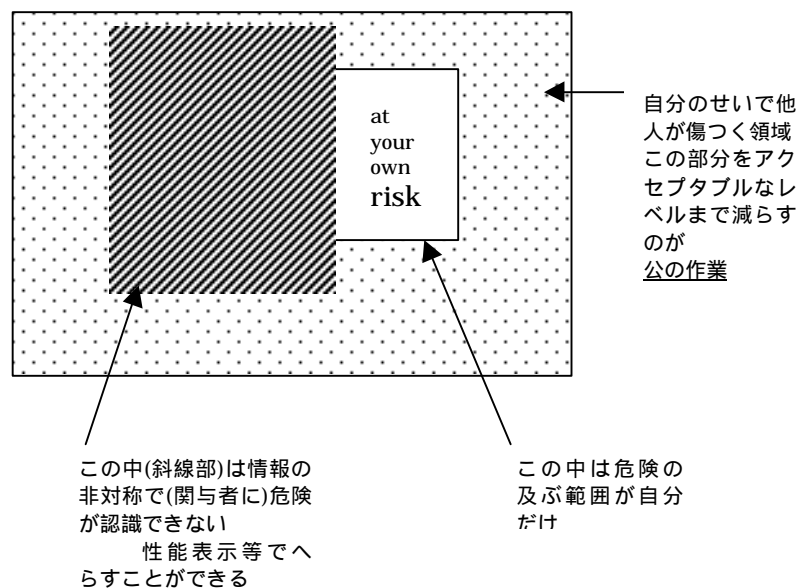 at
your
own
risk
自分のせいで他
人が傷つく領域
この部分をアク
セプタブルなレ
ベルまで減らす
のが
公の作業
この中(斜線部)は情報の
非対称で(関与者に)危険
が認識できない
性能表示等でへ
らすことができる
この中は危険の
及ぶ範囲が自分
だけ